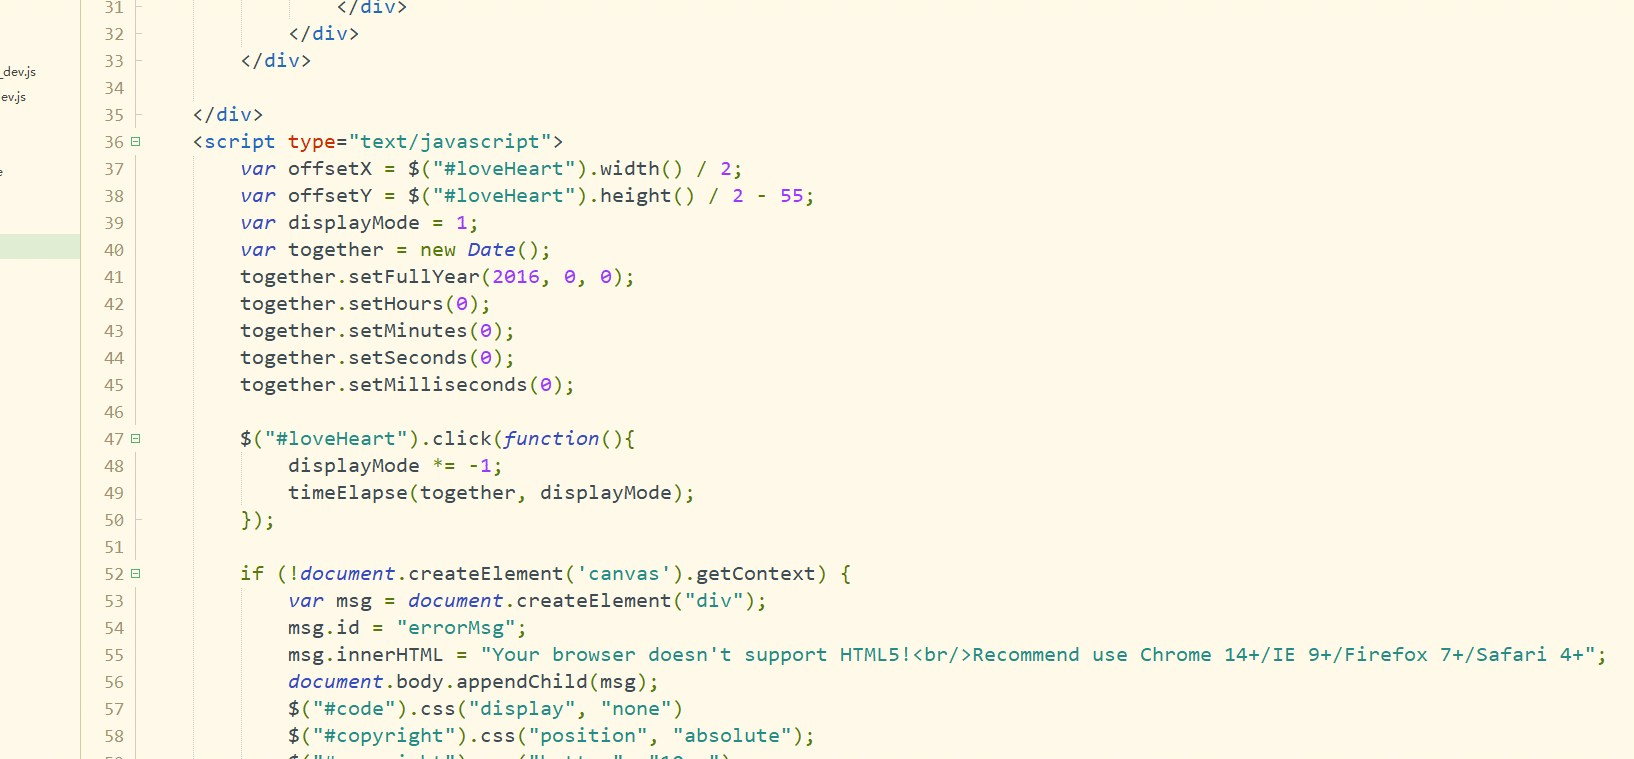 _dev.js
ev.js
e
31 </div>
32 </div>
33 </div>
34
35 </div>
36 <script type="text/javascript">
37 var offsetX = $("#loveHeart").width() / 2;
38 var offsetY = $("#loveHeart").height() / 2 - 55;
39 var displayMode = 1;
40 var together = new Date();
41 together.setFullYear(2016, 0, 0);
42 together.setHours(0);
43 together.setMinutes(0);
44 together.setSeconds(0);
45 together.setMilliseconds(0);
46
47 $("#loveHeart").click(function(){
48 displayMode *= -1;
49 timeElapse(together, displayMode);
50 });
51
52 if (!document.createElement('canvas').getContext) {
53 var msg = document.createElement("div");
54 msg.id = "errorMsg";
55 msg.innerHTML = "Your browser doesn't support HTML5!<br/>Recommend use Chrome 14+/IE 9+/Firefox 7+/Safari 4+";
56 document.body.appendChild(msg);
57 $("#code").css("display", "none")
58 $("#copyright").css("position", "absolute");